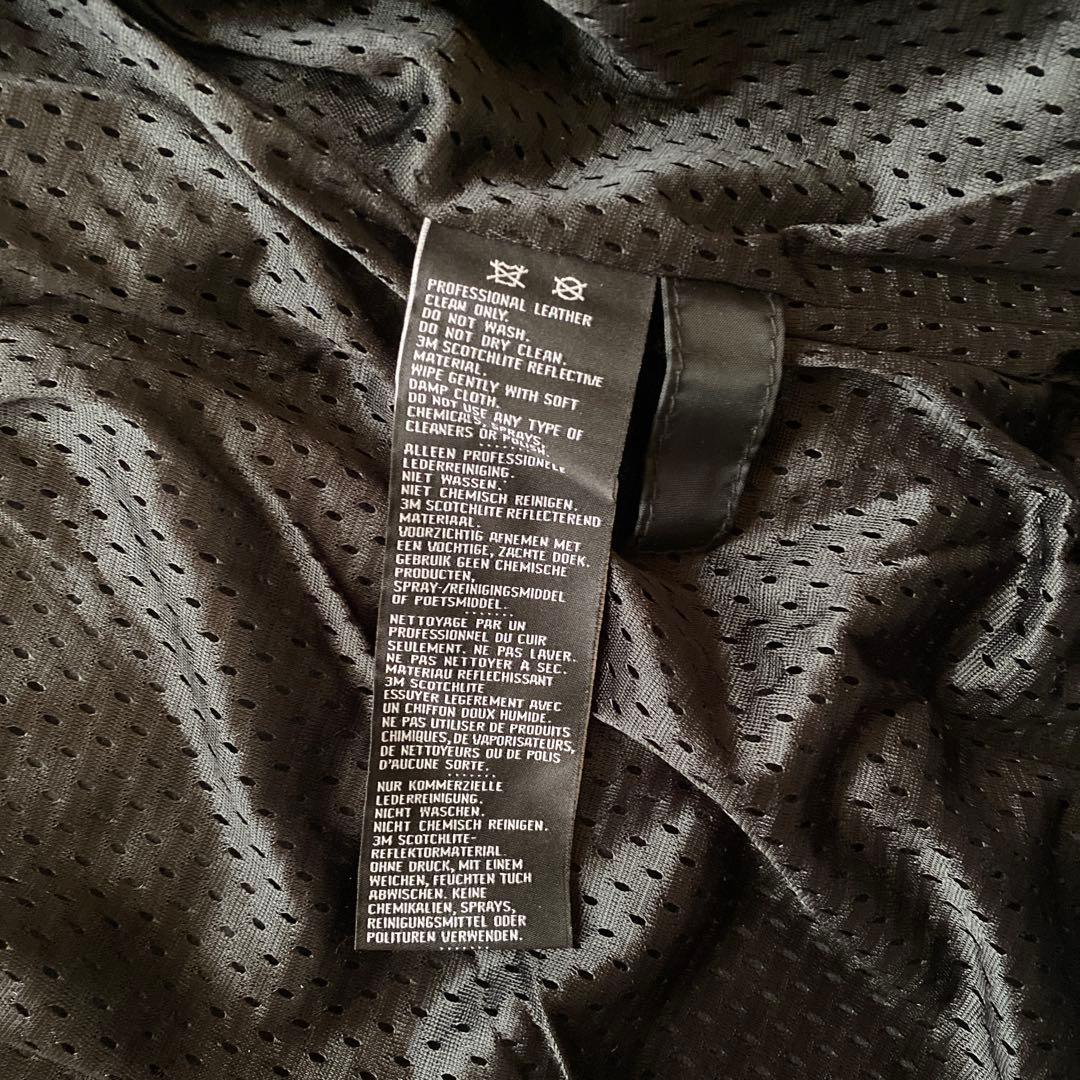 PROFESSIONAL LEATHER
CLEAN ONLY.
DO NOT WASH.
DO NOT DRY CLEAN.
3M SCOTCHLITE REFLECTIVE
MATERIAL.
WIPE GENTLY WITH SOFT
DAMP CLOTH.
DO NOT USE ANY TYPE OF
CHEMICALS, SPRAYS,
CLEANERS OR POLISH.
ALLEEN PROFESSIONELE
LEDERREINIGING.
NIET WASSEN.
NIET CHEMISCH REINIGEN.
3M SCOTCHLITE REFLECTEREND
MATERIAAL.
VOORZICHTIG AFNEMEN MET
EEN VOCHTIGE, ZACHTE DOEK.
GEBRUIK GEEN CHEMISCHE
PRODUCTEN,
SPRAY-/REINIGINGSMIDDEL
OF POETSMIDDEL.
NETTOYAGE PAR UN
PROFESSIONNEL DU CUIR
SEULEMENT. NE PAS LAVER.
NE PAS NETTOYER A SEC.
MATERIAU REFLECHISSANT
3M SCOTCHLITE
ESSUYER LEGEREMENT AVEC
UN CHIFFON DOUX HUMIDE.
NE PAS UTILISER DE PRODUITS
CHIMIQUES, DE VAPORISATEURS,
DE NETTOYEURS OU DE POLIS
D'AUCUNE SORTE.
NUR KOMMERZIELLE
LEDERREINIGUNG.
NICHT WASCHEN.
NICHT CHEMISCH REINIGEN.
3M SCOTCHLITE-
REFLEKTORMATERIAL
OHNE DRUCK, MIT EINEM
WEICHEN, FEUCHTEN TUCH
ABWISCHEN. KEINE
CHEMIKALIEN, SPRAYS,
REINIGUNGSMITTEL ODER
POLITUREN VERWENDEN.